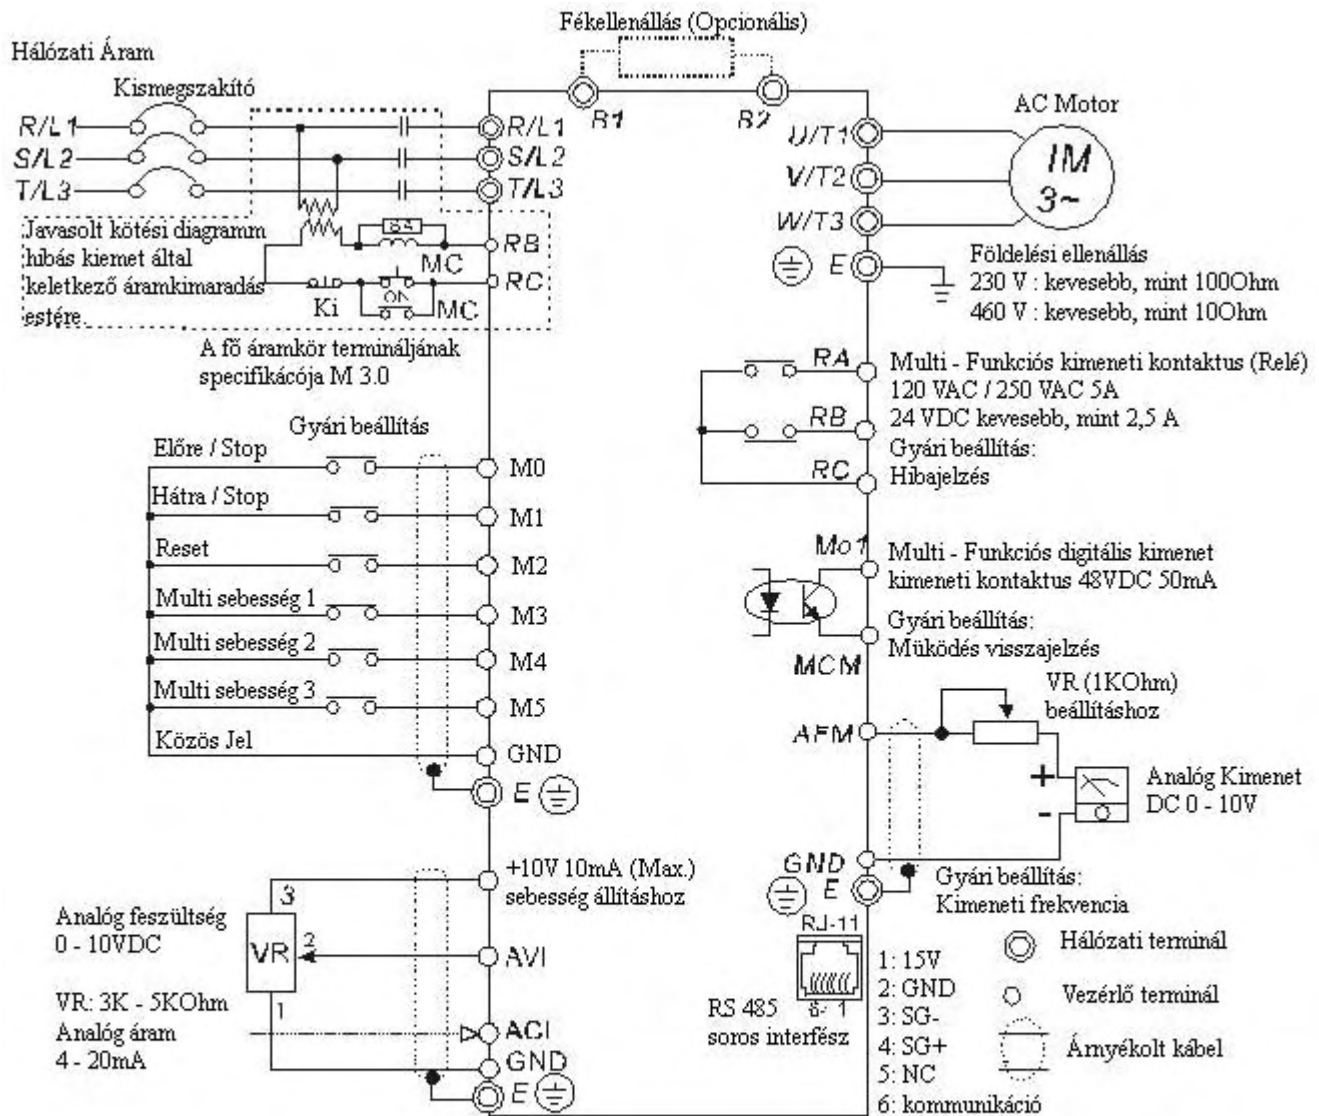 Fékellenállás (Opcionális)
Hálózati Áram
Kismegszakító
R/L1
S/L2
T/L3
R/L1
S/L2
T/L3
B1
B2
Javasolt kötési diagramm
hibás kiemet által
keletkező áramkimaradás
estére
SA
MC
RB
RC
Ki
ON
MC
A fő áramkör termináljának
specifikácója M 3.0
U/T1
V/T2
W/T3
E
AC Motor
IM
3~
Földelési ellenállás
230 V : kevesebb, mint 100Ohm
460 V : kevesebb, mint 10Ohm
RA
RB
RC
Multi - Funkciós kimeneti kontaktus (Relé)
120 VAC / 250 VAC 5A
24 VDC kevesebb, mint 2,5 A
Gyári beállítás:
Hibajelzés
Gyári beállítás
Előre / Stop
M0
Hátra / Stop
M1
Reset
M2
Multi sebesség 1
M3
Multi sebesség 2
M4
Multi sebesség 3
M5
Közös Jel
GND
E
Mo1
MCM
Multi - Funkciós digitális kimenet
kimeneti kontaktus 48VDC 50mA
Gyári beállítás:
Müködés visszajelzés
AFM
VR (1KOhm)
beállításhoz
+
-
Analóg Kimenet
DC 0 - 10V
GND
E
Gyári beállítás:
Kimeneti frekvencia
+10V 10mA (Max.)
sebesség állításhoz
Analóg feszültség
0 - 10VDC
3
VR
2
1
AVI
VR: 3K - 5KOhm
Analóg áram
4 - 20mA
ACI
GND
E
RJ-11
6- 1
RS 485
soros interfész
1: 15V
2: GND
3: SG-
4: SG+
5: NC
6: kommunikáció
Hálózati terminál
Vezérlő terminál
Árnyékolt kábel